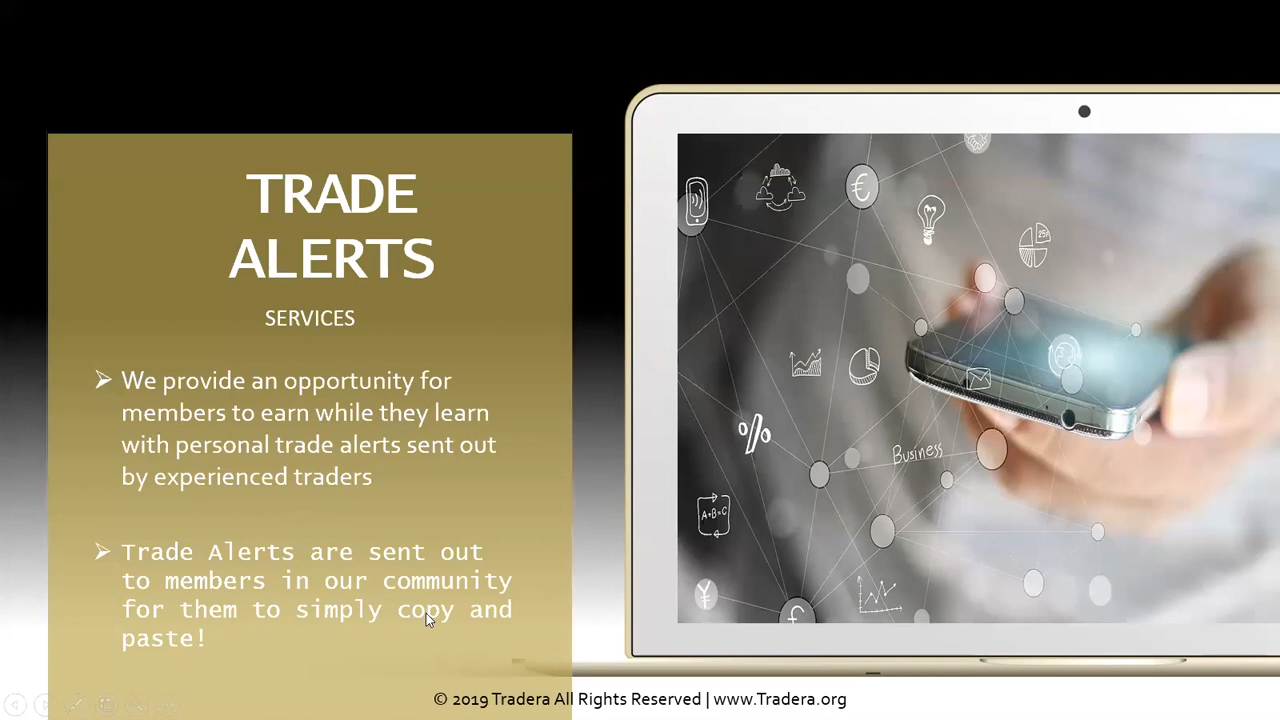 TRADE
ALERTS
SERVICES
➢ We provide an opportunity for
members to earn while they learn
with personal trade alerts sent out
by experienced traders
➢ Trade Alerts are sent out
to members in our community
for them to simply copy and
paste!
€
25%
%
Business
A+B=C
¥
£
© 2019 Tradera All Rights Reserved | www.Tradera.org